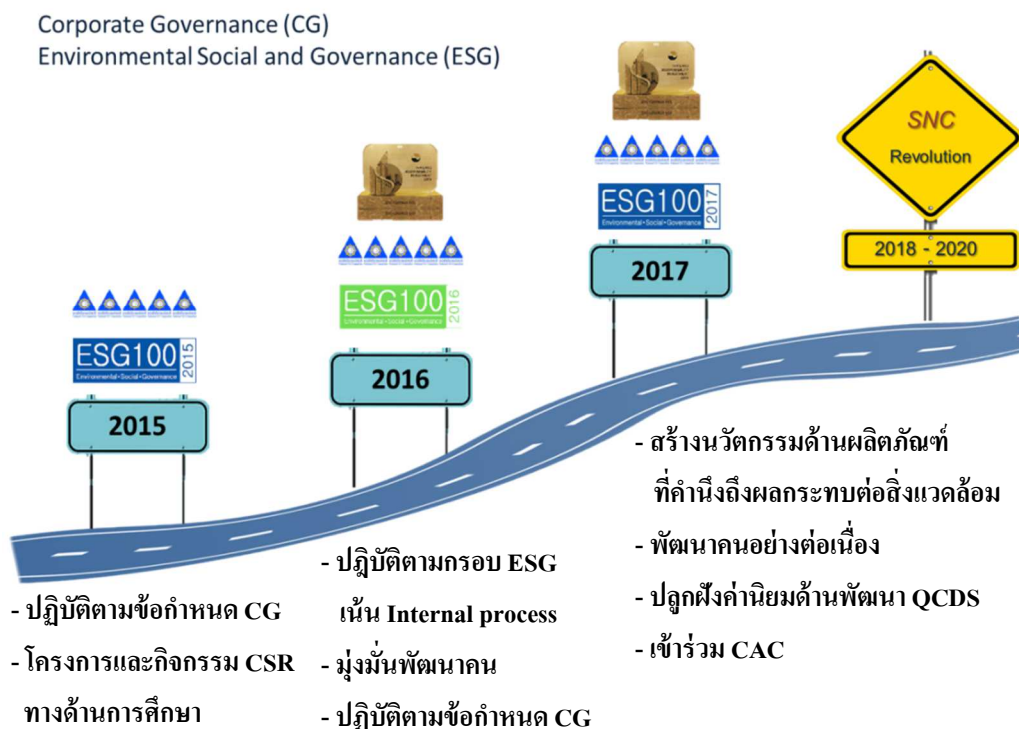 Corporate Governance (CG)
Environmental Social and Governance (ESG)
ESG100 2015
Environmental•Social•Governance
2015
- ปฏิบัติตามข้อกำหนด CG
- โครงการและกิจกรรม CSR
ทางด้านการศึกษา
ESG100 2016
Environmental•Social•Governance
2016
- ปฏิบัติตามกรอบ ESG
เน้น Internal process
- มุ่งมั่นพัฒนาคน
- ปฏิบัติตามข้อกำหนด CG
ESG100 2017
Environmental•Social•Governance
2017
- สร้างนวัตกรรมด้านผลิตภัณฑ์
ที่คำนึงถึงผลกระทบต่อสิ่งแวดล้อม
- พัฒนาคนอย่างต่อเนื่อง
- ปลูกฝังค่านิยมด้านพัฒนา QCDS
- เข้าร่วม CAC
SNC
Revolution
2018 - 2020